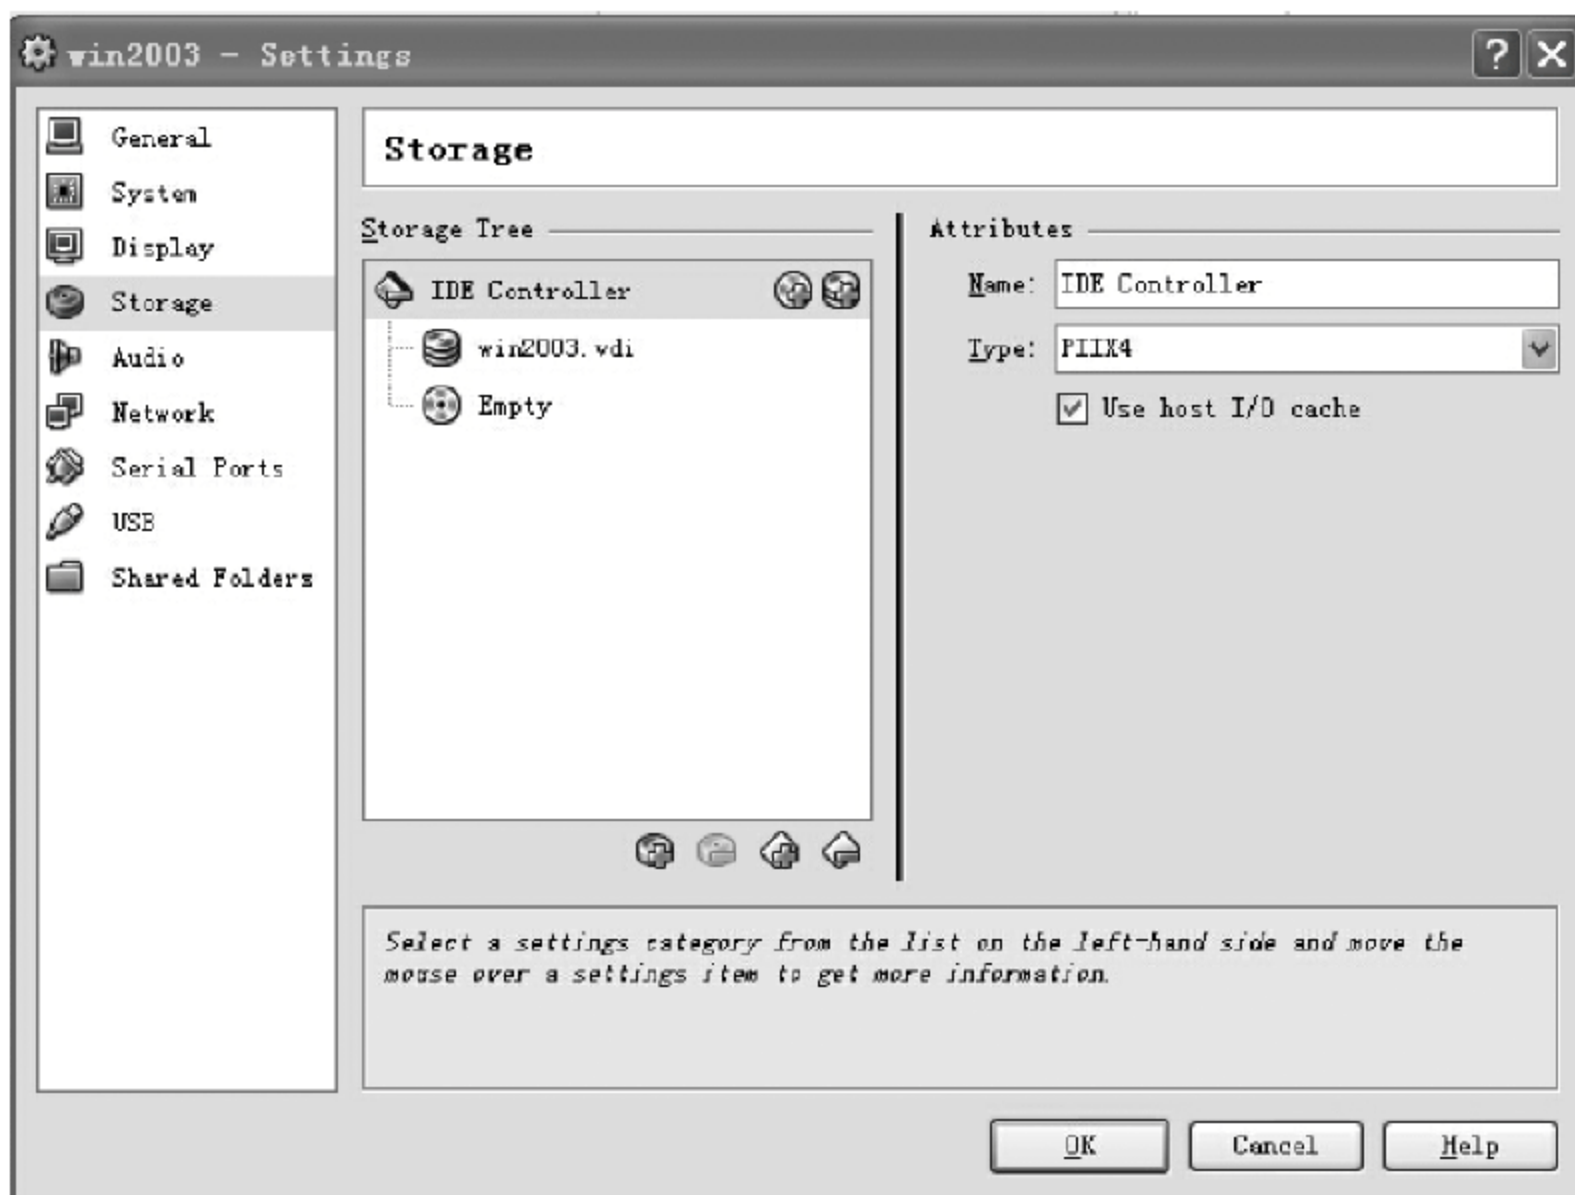 win2003 - Settings
General
System
Display
Storage
Audio
Network
Serial Ports
USB
Shared Folders
Storage
Storage Tree
IDE Controller
win2003.vdi
Empty
Attributes
Name: IDE Controller
Type: PIIX4
Use host I/O cache
Select a settings category from the list on the left-hand side and move the
mouse over a settings item to get more information.
OK
Cancel
Help